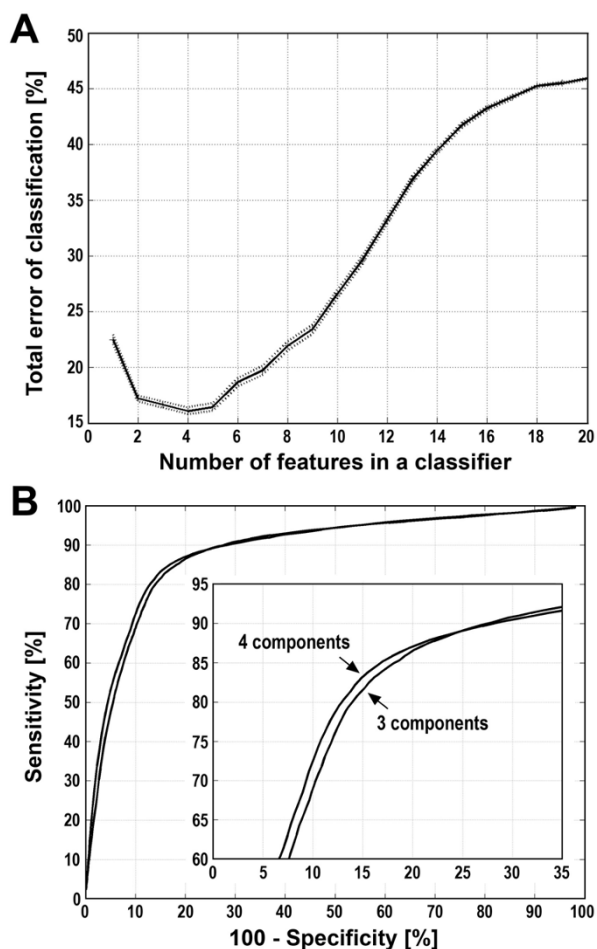 A
Total error of classification [%]
50
45
40
35
30
25
20
15
0 2 4 6 8 10 12 14 16 18 20
Number of features in a classifier
B
Sensitivity [%]
100
90
80
70
60
50
40
30
20
10
0
95
90
85
80
75
70
65
60
4 components
3 components
0 5 10 15 20 25 30 35
0 10 20 30 40 50 60 70 80 90 100
100 - Specificity [%]